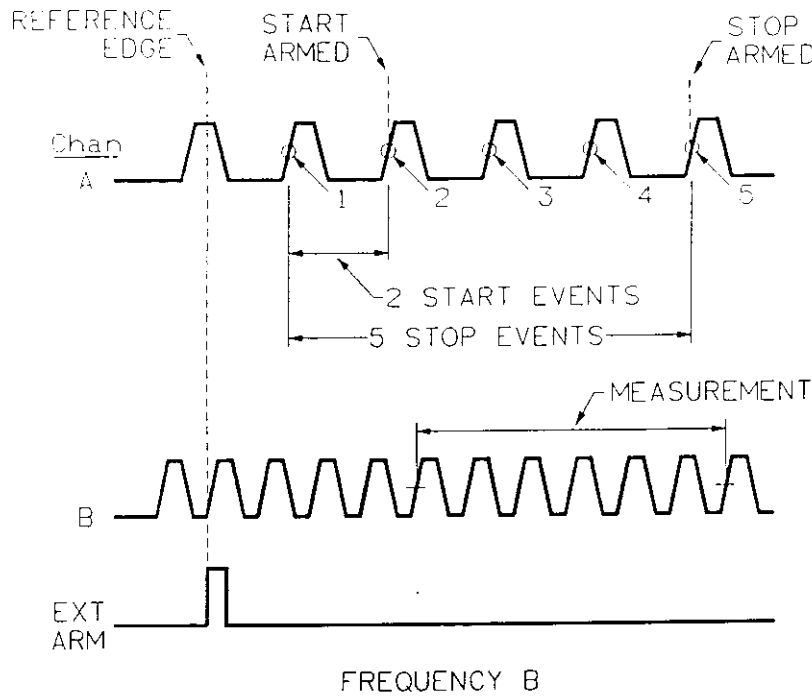 REFERENCE
EDGE
START
ARMED
STOP
ARMED
Chan
A
1
2
3
4
5
2 START EVENTS
5 STOP EVENTS
MEASUREMENT
B
EXT
ARM
FREQUENCY B